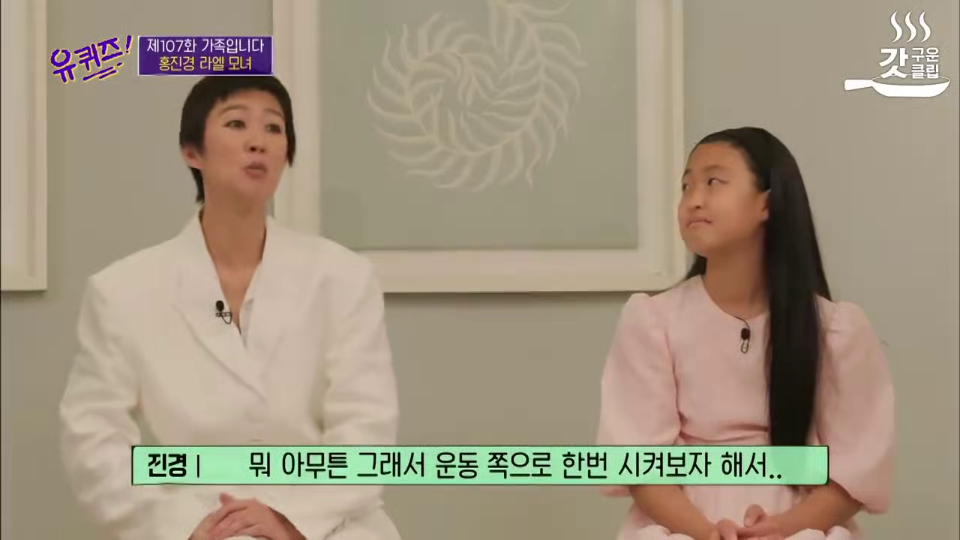 유퀴즈!
제107화 가족입니다
홍진경 라엘 모녀
갓구운
클립
진경 | 뭐 아무튼 그래서 운동 쪽으로 한번 시켜보자 해서..